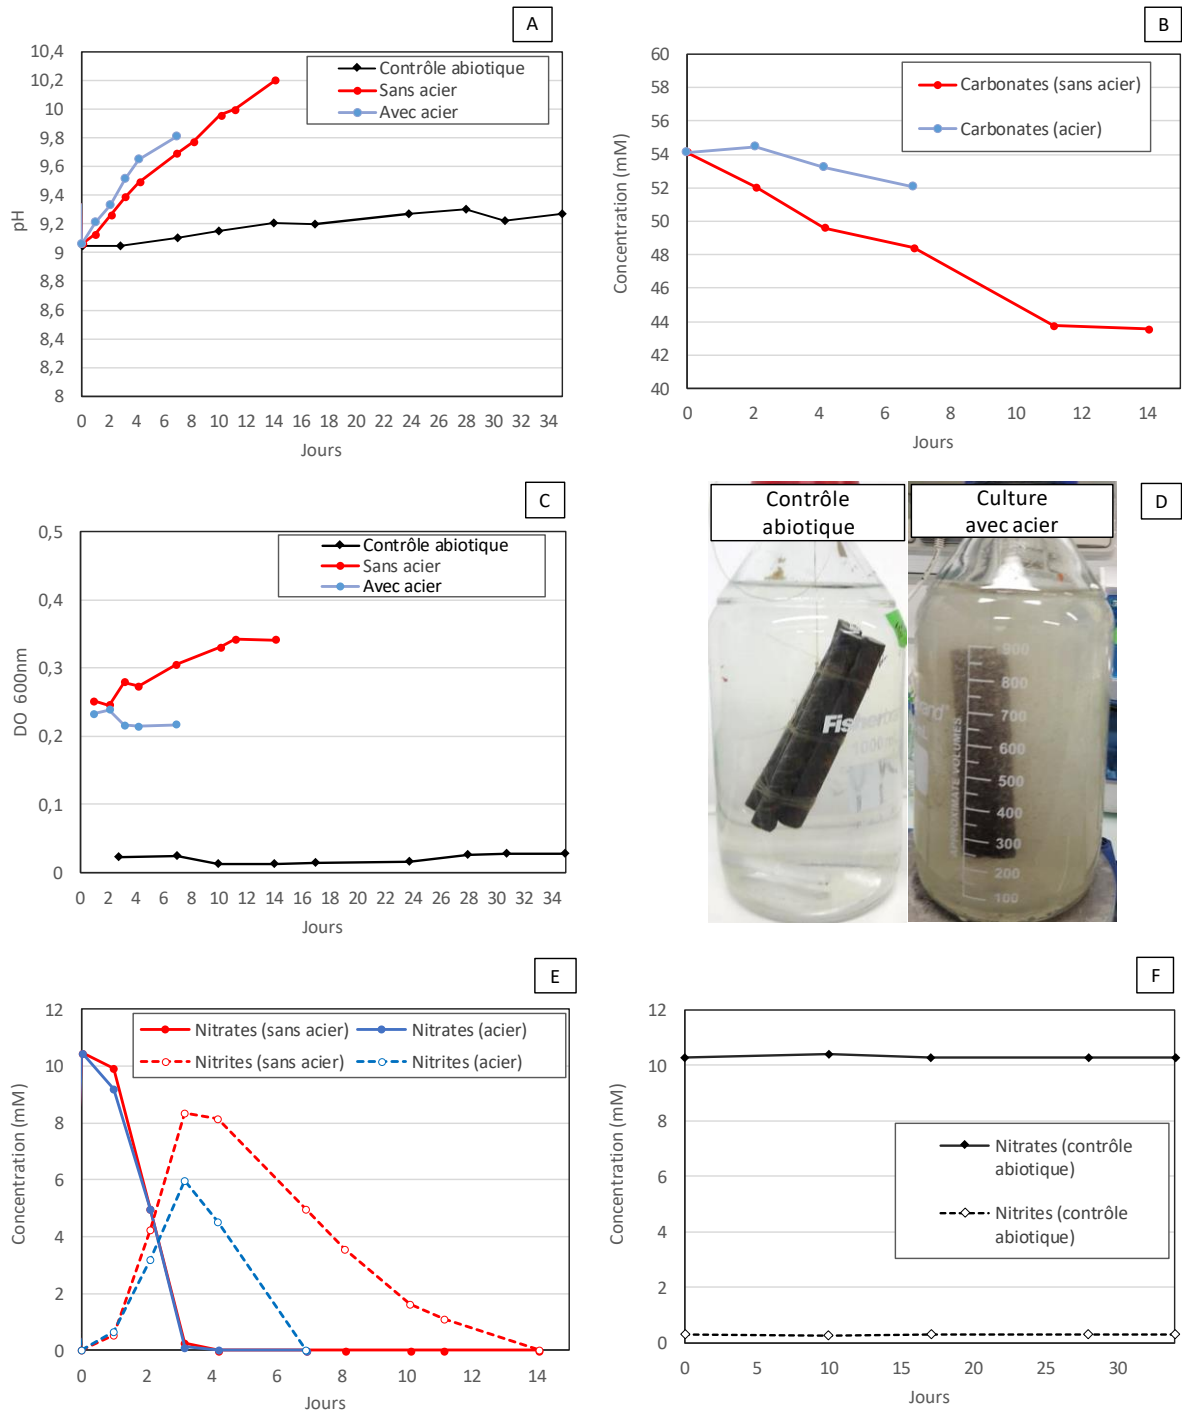 A
10,4
10,2
10
9,8
9,6
9,4
9,2
9
8,8
8,6
8,4
8,2
8
pH
Contrôle abiotique
Sans acier
Avec acier
0 2 4 6 8 10 12 14 16 18 20 22 24 26 28 30 32 34
Jours
B
60
58
56
54
52
50
48
46
44
42
40
Concentration (mM)
Carbonates (sans acier)
Carbonates (acier)
0 2 4 6 8 10 12 14
Jours
C
0,5
0,4
0,3
0,2
0,1
0
DO 600nm
Contrôle abiotique
Sans acier
Avec acier
0 2 4 6 8 10 12 14 16 18 20 22 24 26 28 30 32 34
Jours
D
Contrôle
abiotique
Culture
avec acier
Fisherb
1000m
900
800
700
600
500
400
300
200
100
APPROXIMATE VOLUMES
E
12
10
8
6
4
2
0
Concentration (mM)
Nitrates (sans acier)
Nitrates (acier)
Nitrites (sans acier)
Nitrites (acier)
0 2 4 6 8 10 12 14
Jours
F
12
10
8
6
4
2
0
Concentration (mM)
Nitrates (contrôle
abiotique)
Nitrites (contrôle
abiotique)
0 5 10 15 20 25 30
Jours